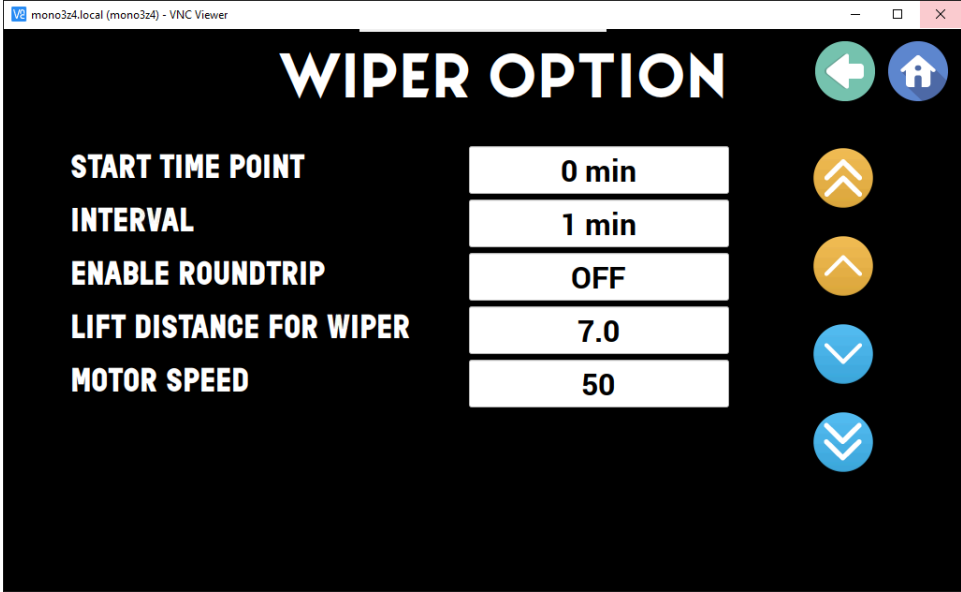 mono3z4.local (mono3z4) - VNC Viewer
WIPER OPTION
START TIME POINT 0 min
INTERVAL 1 min
ENABLE ROUNDTRIP OFF
LIFT DISTANCE FOR WIPER 7.0
MOTOR SPEED 50